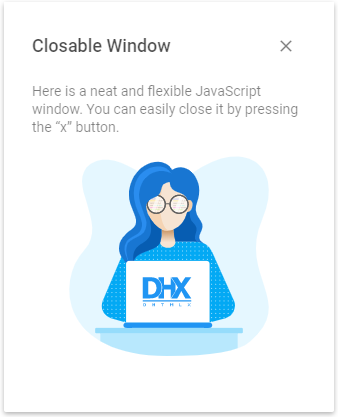 Closable Window
Here is a neat and flexible JavaScript
window. You can easily close it by pressing
the “x” button.
DHX
DHTMLX